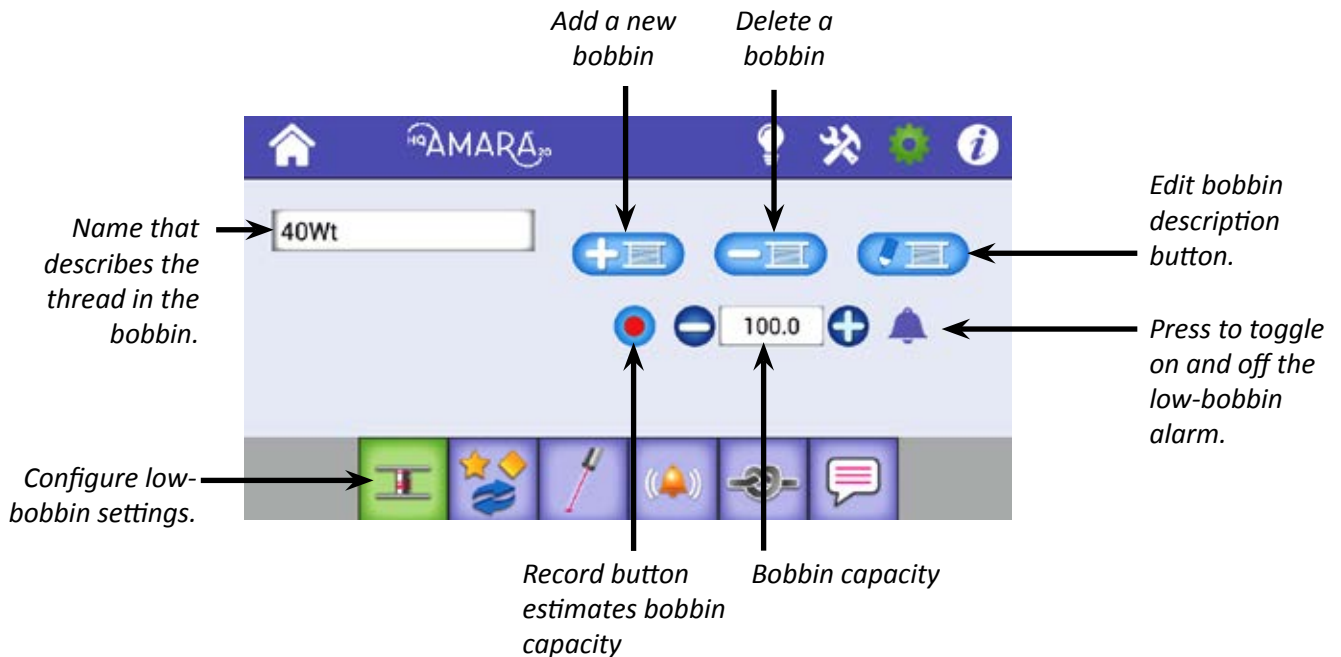 Add a new
bobbin
Delete a
bobbin
HQ AMARA 20
Name that
describes the
thread in the
bobbin.
40Wt
Edit bobbin
description
button.
100.0
Press to toggle
on and off the
low-bobbin
alarm.
Configure low-
bobbin settings.
Record button
estimates bobbin
capacity
Bobbin capacity